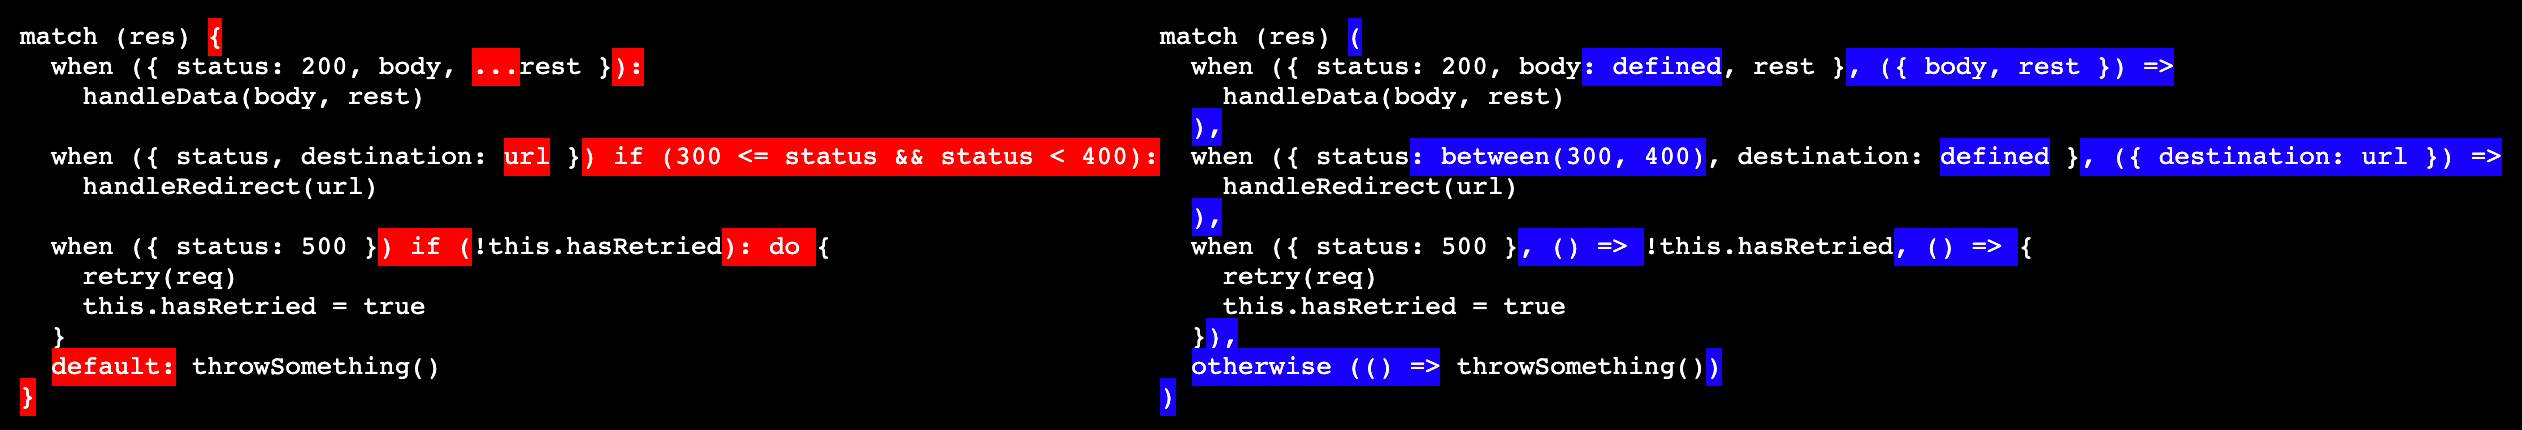 match (res) {
  when ({ status: 200, body, ...rest }):
    handleData(body, rest)
  when ({ status, destination: url }) if (300 <= status && status < 400):
    handleRedirect(url)
  when ({ status: 500 }) if (!this.hasRetried): do {
    retry(req)
    this.hasRetried = true
  }
  default: throwSomething()
}
match (res) (
  when ({ status: 200, body: defined, rest }, ({ body, rest }) =>
    handleData(body, rest)
  ),
  when ({ status: between(300, 400), destination: defined }, ({ destination: url }) =>
    handleRedirect(url)
  ),
  when ({ status: 500 }, () => !this.hasRetried, () => {
    retry(req)
    this.hasRetried = true
  }),
  otherwise (() => throwSomething())
)